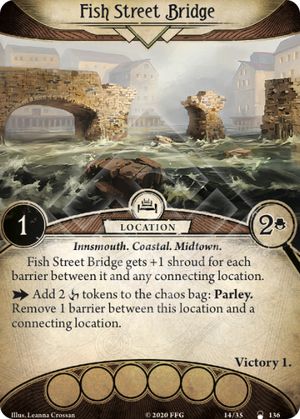 Fish Street Bridge
1
LOCATION
2
Innsmouth. Coastal. Midtown.
Fish Street Bridge gets +1 shroud for each
barrier between it and any connecting location.
Add 2 tokens to the chaos bag: Parley.
Remove 1 barrier between this location and a
connecting location.
Victory 1.
Illus. Leanna Crossan
© 2020 FFG
14/35
136